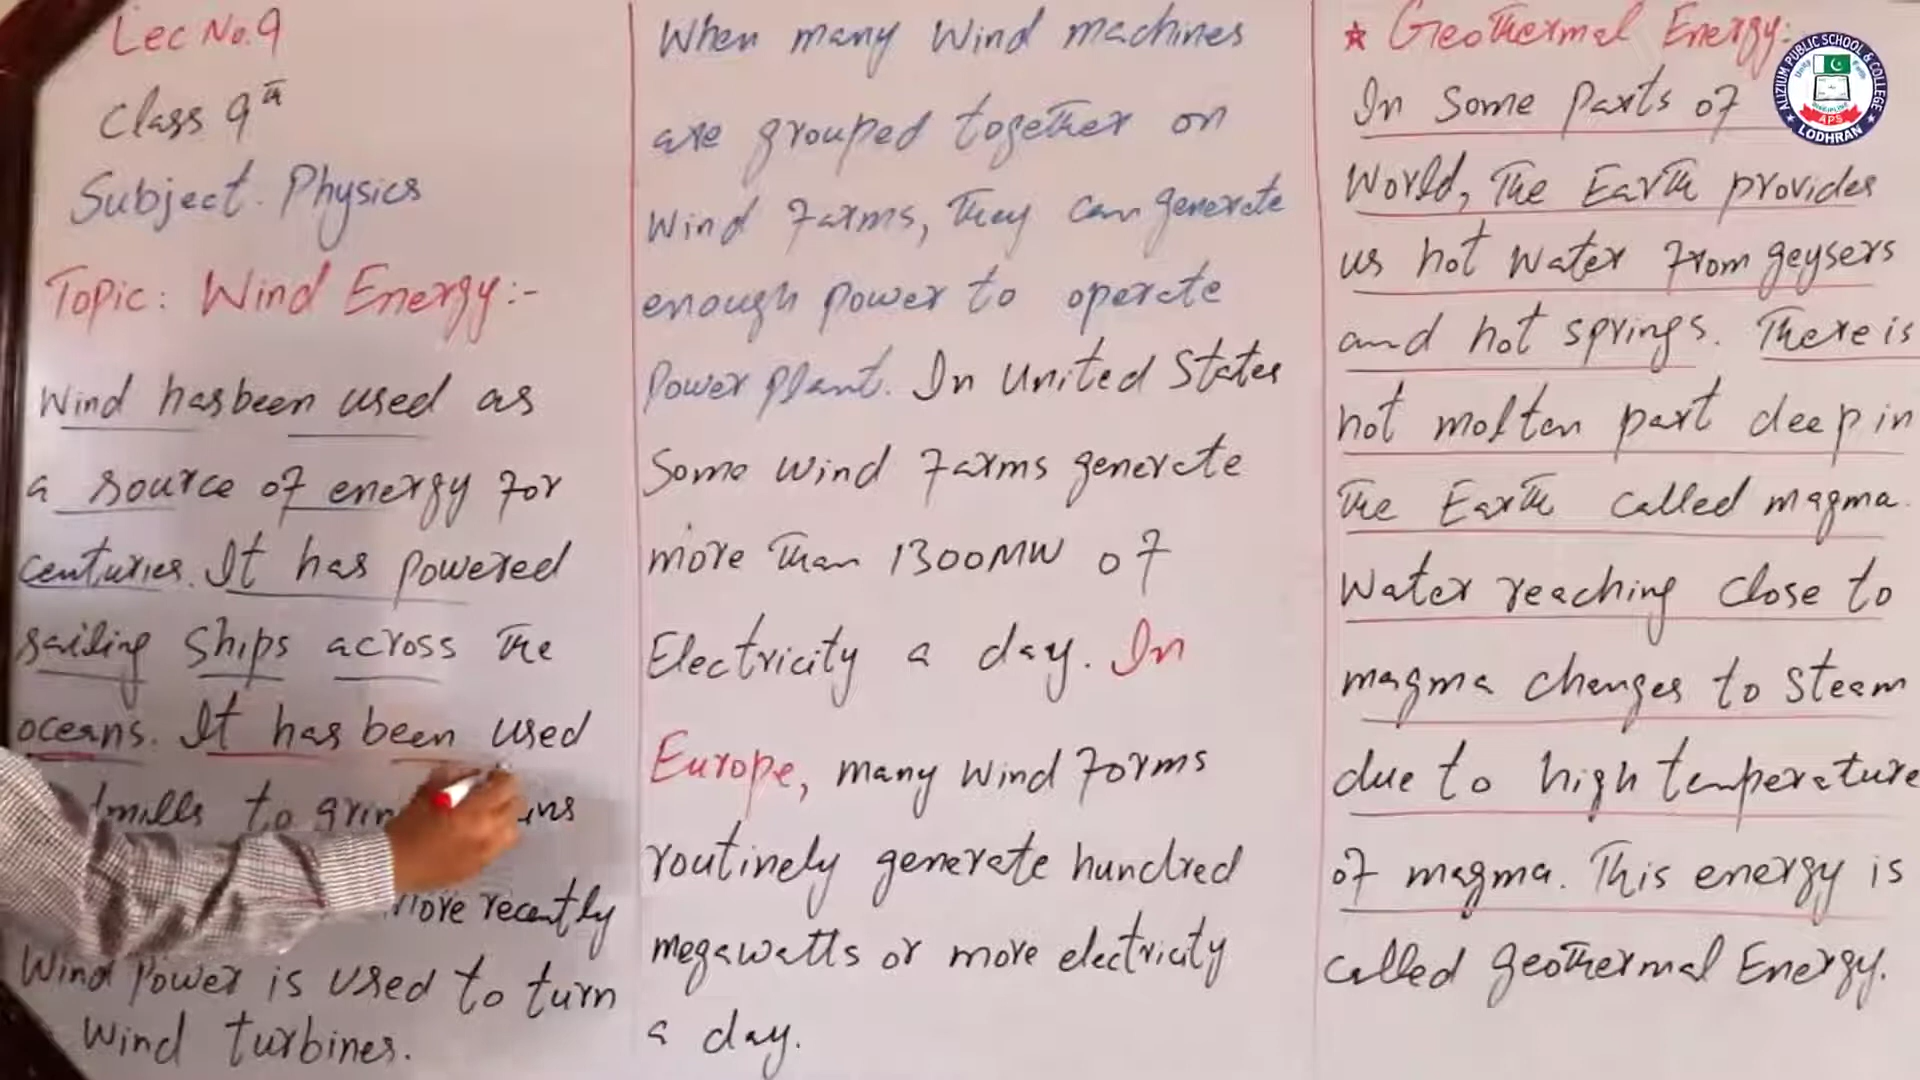 Lec No.9
Class 9th
Subject. Physics
Topic: Wind Energy:-
Wind has been used as
a source of energy for
centuries. It has powered
sailing ships across the
oceans. It has been used
mills to
more recently
Wind Power is used to turn
Wind turbines.
When many Wind machines
are grouped together on
Wind Farms, They can generate
enough power to operate
Power plant. In United States
Some Wind Farms generate
more Than 1300MW of
Electricity a day. In
Europe, many Wind Forms
routinely generate hundred
megawatts or more electricity
a day.
★ Geothermal Energy:
In Some Parts of
World, The Earth provides
us hot water from geysers
and hot springs. There is
hot molten part deep in
The Earth called magma.
Water reaching close to
magma changes to steam
due to high temperature
of magma. This energy is
called geothermal Energy.
ALIZIUM PUBLIC SCHOOL & COLLEGE
Unity Faith
DISCIPLINE
APS
LODHRAN